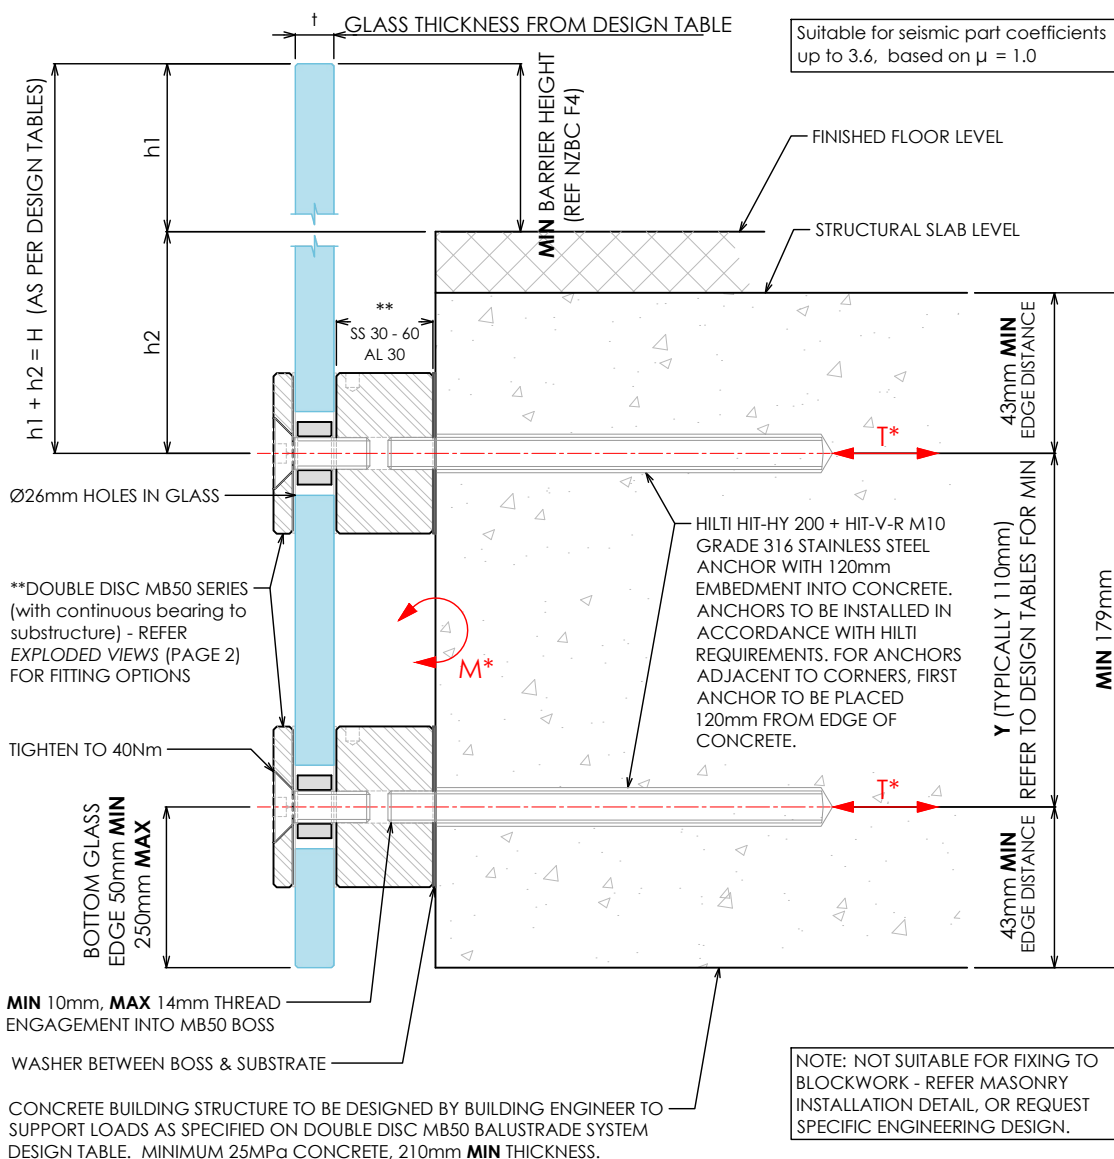 t
GLASS THICKNESS FROM DESIGN TABLE
Suitable for seismic part coefficients
up to 3.6, based on µ = 1.0
h1 + h2 = H (AS PER DESIGN TABLES)
h1
h2
MIN BARRIER HEIGHT
(REF NZBC F4)
FINISHED FLOOR LEVEL
STRUCTURAL SLAB LEVEL
**
SS 30 - 60
AL 30
43mm MIN
EDGE DISTANCE
T*
Ø26mm HOLES IN GLASS
HILTI HIT-HY 200 + HIT-V-R M10
GRADE 316 STAINLESS STEEL
ANCHOR WITH 120mm
EMBEDMENT INTO CONCRETE.
ANCHORS TO BE INSTALLED IN
ACCORDANCE WITH HILTI
REQUIREMENTS. FOR ANCHORS
ADJACENT TO CORNERS, FIRST
ANCHOR TO BE PLACED
120mm FROM EDGE OF
CONCRETE.
Y (TYPICALLY 110mm)
REFER TO DESIGN TABLES FOR MIN
MIN 179mm
**DOUBLE DISC MB50 SERIES
(with continuous bearing to
substructure) - REFER
EXPLODED VIEWS (PAGE 2)
FOR FITTING OPTIONS
M*
TIGHTEN TO 40Nm
T*
BOTTOM GLASS
EDGE 50mm MIN
250mm MAX
43mm MIN
EDGE DISTANCE
MIN 10mm, MAX 14mm THREAD
ENGAGEMENT INTO MB50 BOSS
WASHER BETWEEN BOSS & SUBSTRATE
CONCRETE BUILDING STRUCTURE TO BE DESIGNED BY BUILDING ENGINEER TO
SUPPORT LOADS AS SPECIFIED ON DOUBLE DISC MB50 BALUSTRADE SYSTEM
DESIGN TABLE. MINIMUM 25MPa CONCRETE, 210mm MIN THICKNESS.
NOTE: NOT SUITABLE FOR FIXING TO
BLOCKWORK - REFER MASONRY
INSTALLATION DETAIL, OR REQUEST
SPECIFIC ENGINEERING DESIGN.